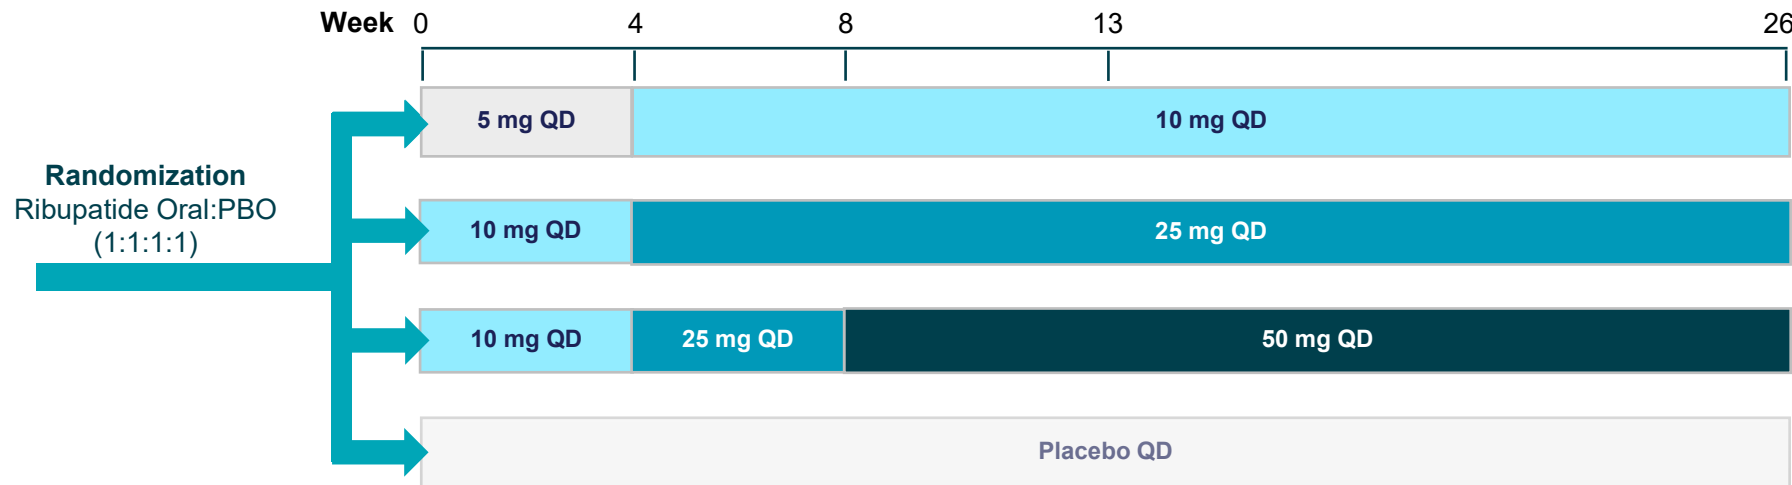 Week 0 4 8 13 26
5 mg QD 10 mg QD
Randomization
Ribupatide Oral:PBO
(1:1:1:1)
10 mg QD 25 mg QD
10 mg QD 25 mg QD 50 mg QD
Placebo QD